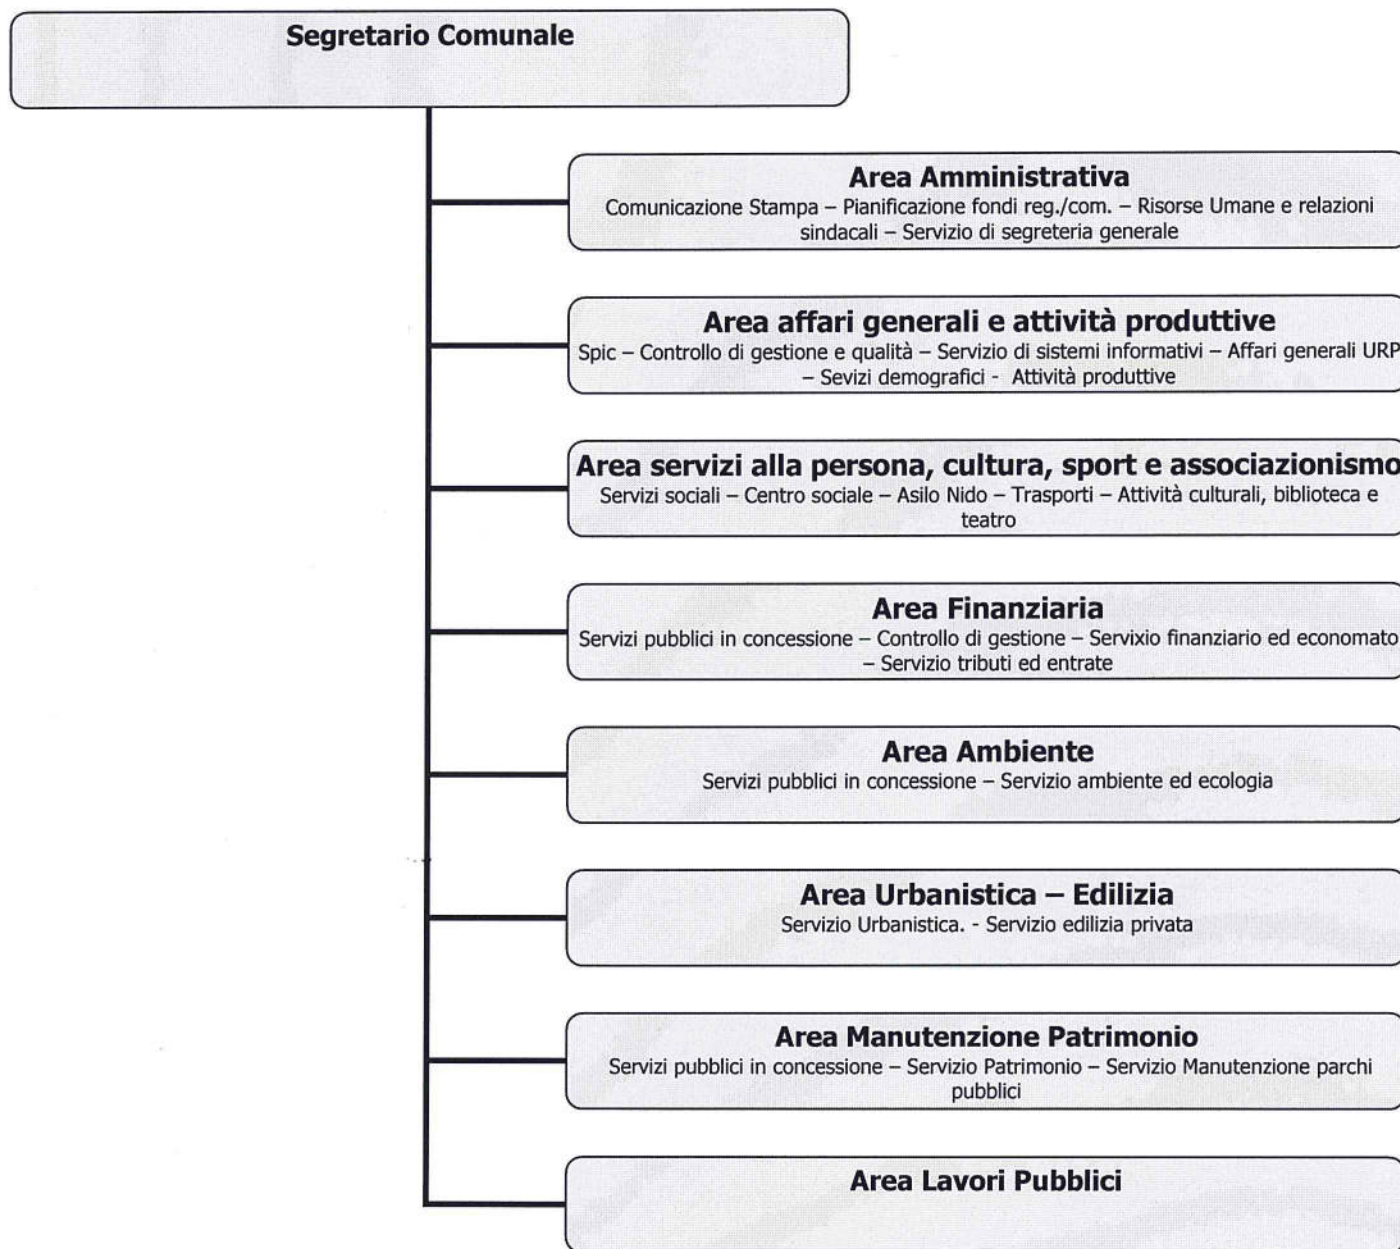 Segretario Comunale
Area Amministrativa
Comunicazione Stampa – Pianificazione fondi reg./com. – Risorse Umane e relazioni
sindacali – Servizio di segreteria generale
Area affari generali e attività produttive
Spic – Controllo di gestione e qualità – Servizio di sistemi informativi – Affari generali URP
– Sevizi demografici - Attività produttive
Area servizi alla persona, cultura, sport e associazionismo
Servizi sociali – Centro sociale – Asilo Nido – Trasporti – Attività culturali, biblioteca e
teatro
Area Finanziaria
Servizi pubblici in concessione – Controllo di gestione – Servixio finanziario ed economato
– Servizio tributi ed entrate
Area Ambiente
Servizi pubblici in concessione – Servizio ambiente ed ecologia
Area Urbanistica – Edilizia
Servizio Urbanistica. - Servizio edilizia privata
Area Manutenzione Patrimonio
Servizi pubblici in concessione – Servizio Patrimonio – Servizio Manutenzione parchi
pubblici
Area Lavori Pubblici